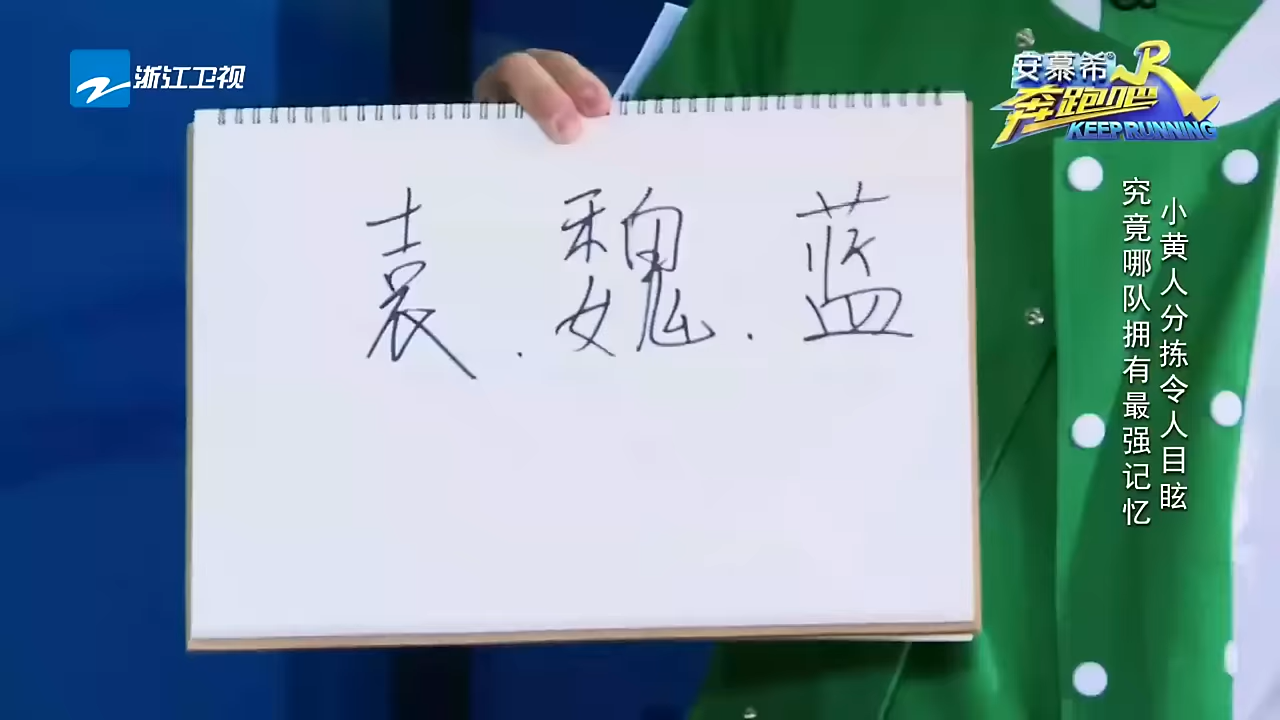 浙江卫视
安慕希
奔跑吧
KEEP RUNNING
袁.魏.蓝
小黄人分拣令人目眩
究竟哪队拥有最强记忆